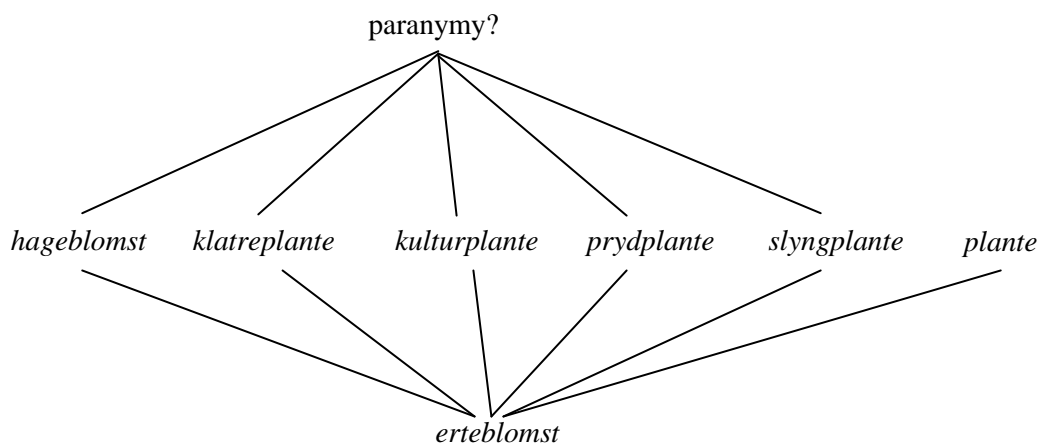 paranymy?
hageblomst klatreplante kulturplante prydplante slyngplante plante
erteblomst